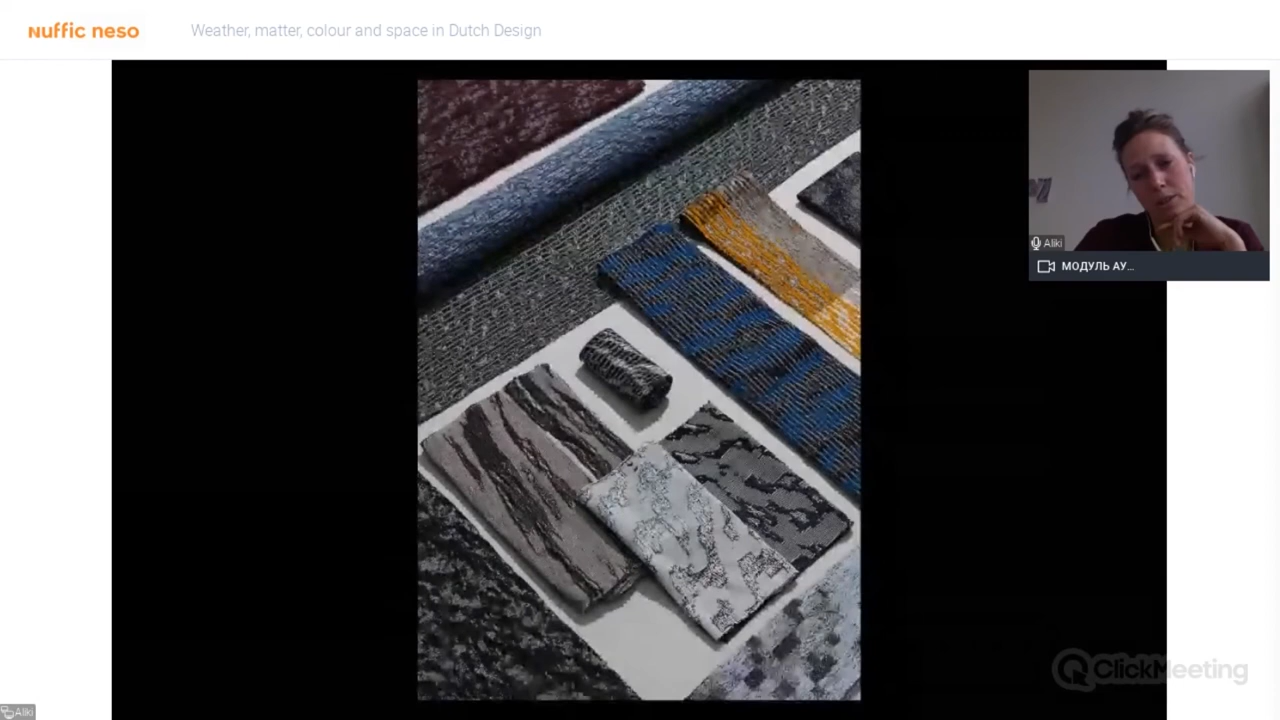 nuffic neso
Weather, matter, colour and space in Dutch Design
Aliki
МОДУЛЬ АУ...
ClickMeeting
Aliki